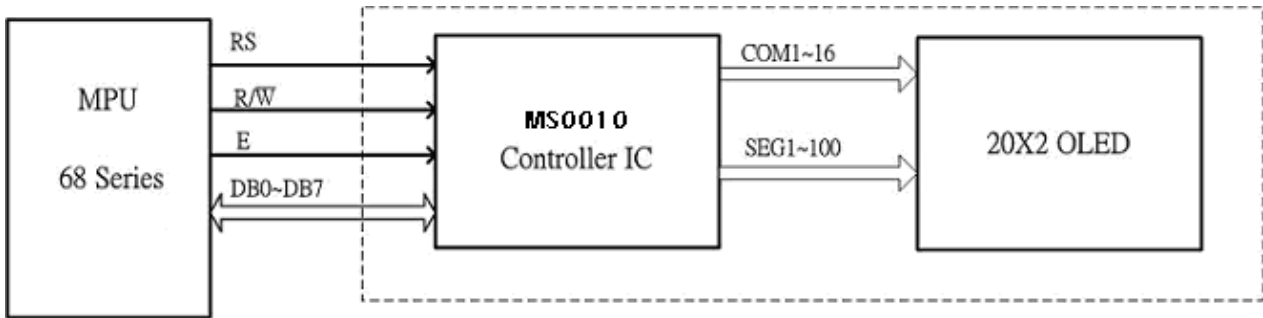 MPU
68 Series
RS
R/W̅
E
DB0~DB7
MS0010
Controller IC
COM1~16
SEG1~100
20X2 OLED